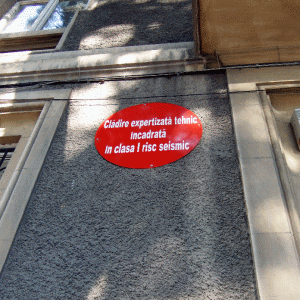 Clădire expertizată tehnic
încadrată
în clasa I risc seismic